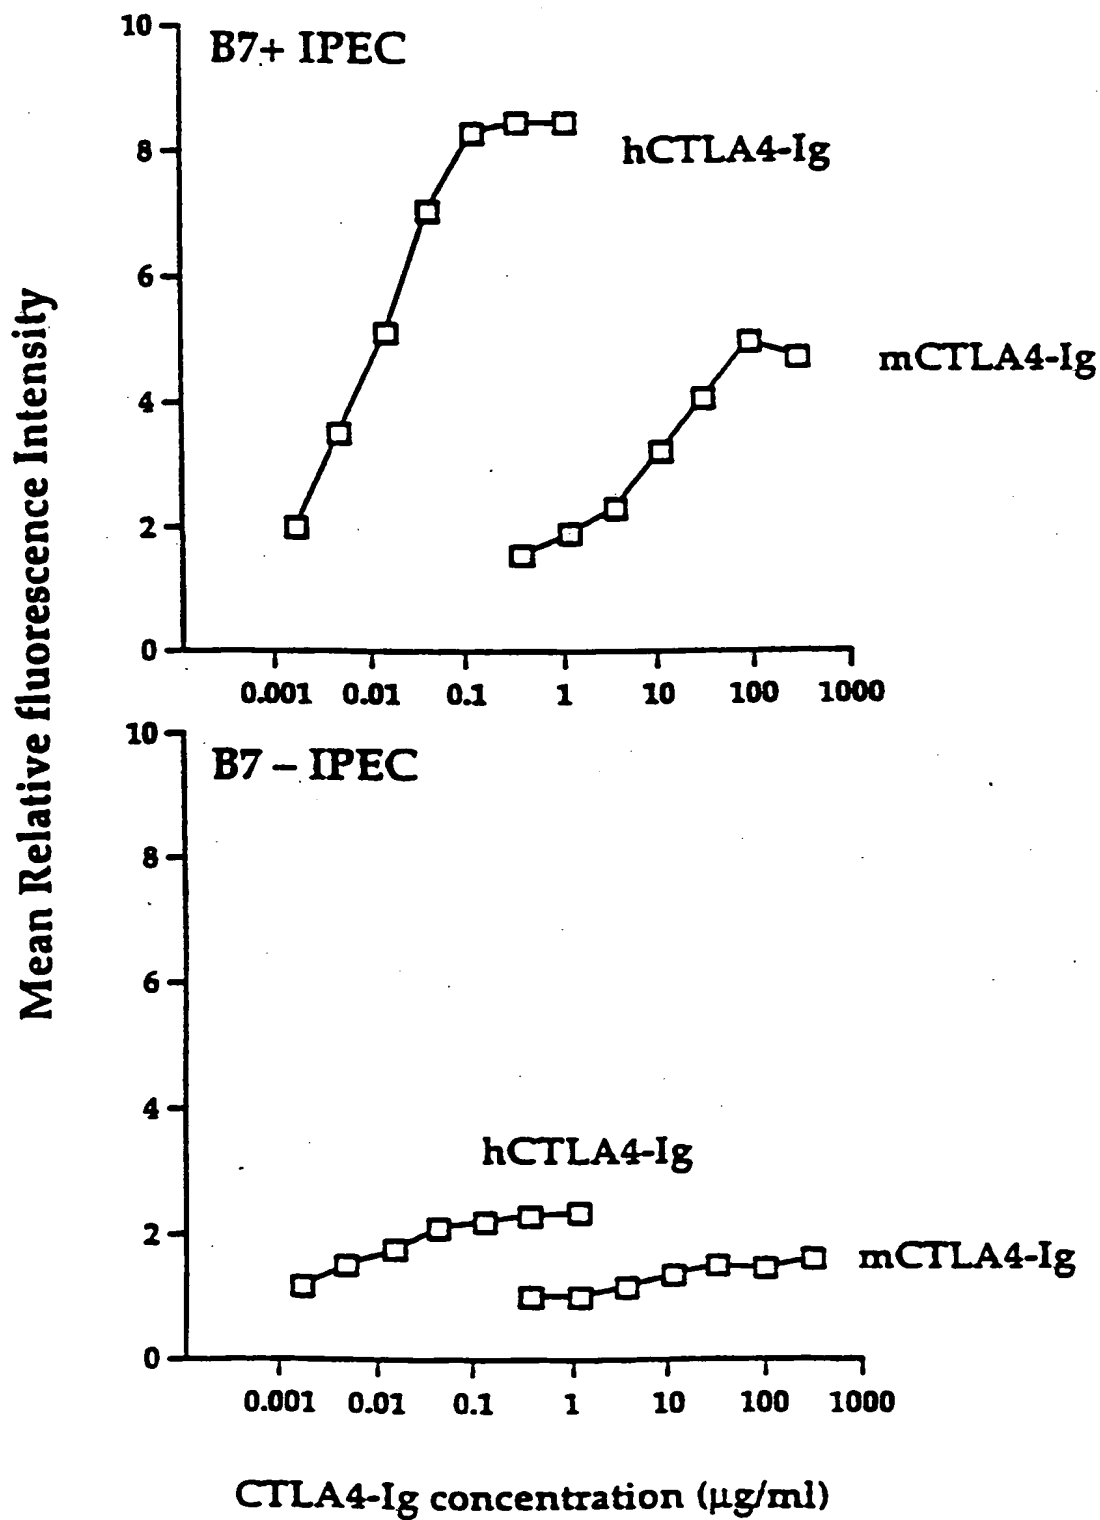 Mean Relative fluorescence Intensity
B7+ IPEC
10
8
6
4
2
0
hCTLA4-Ig
mCTLA4-Ig
0.001 0.01 0.1 1 10 100 1000
B7 – IPEC
10
8
6
4
2
0
hCTLA4-Ig
mCTLA4-Ig
0.001 0.01 0.1 1 10 100 1000
CTLA4-Ig concentration (μg/ml)